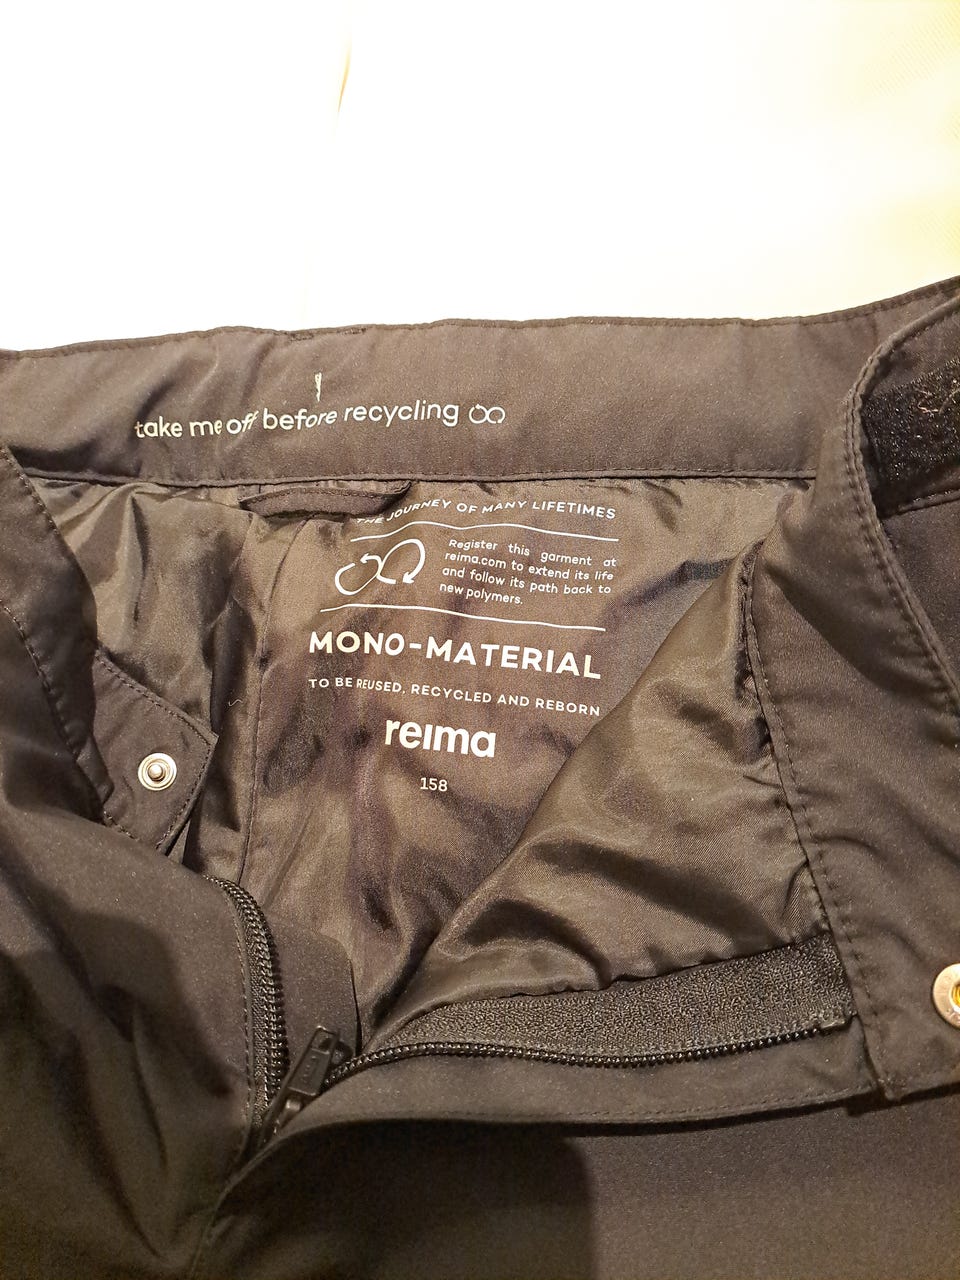 take me off before recycling
THE JOURNEY OF MANY LIFETIMES
Register this garment at
reima.com to extend its life
and follow its path back to
new polymers.
MONO-MATERIAL
TO BE REUSED, RECYCLED AND REBORN
reima
158